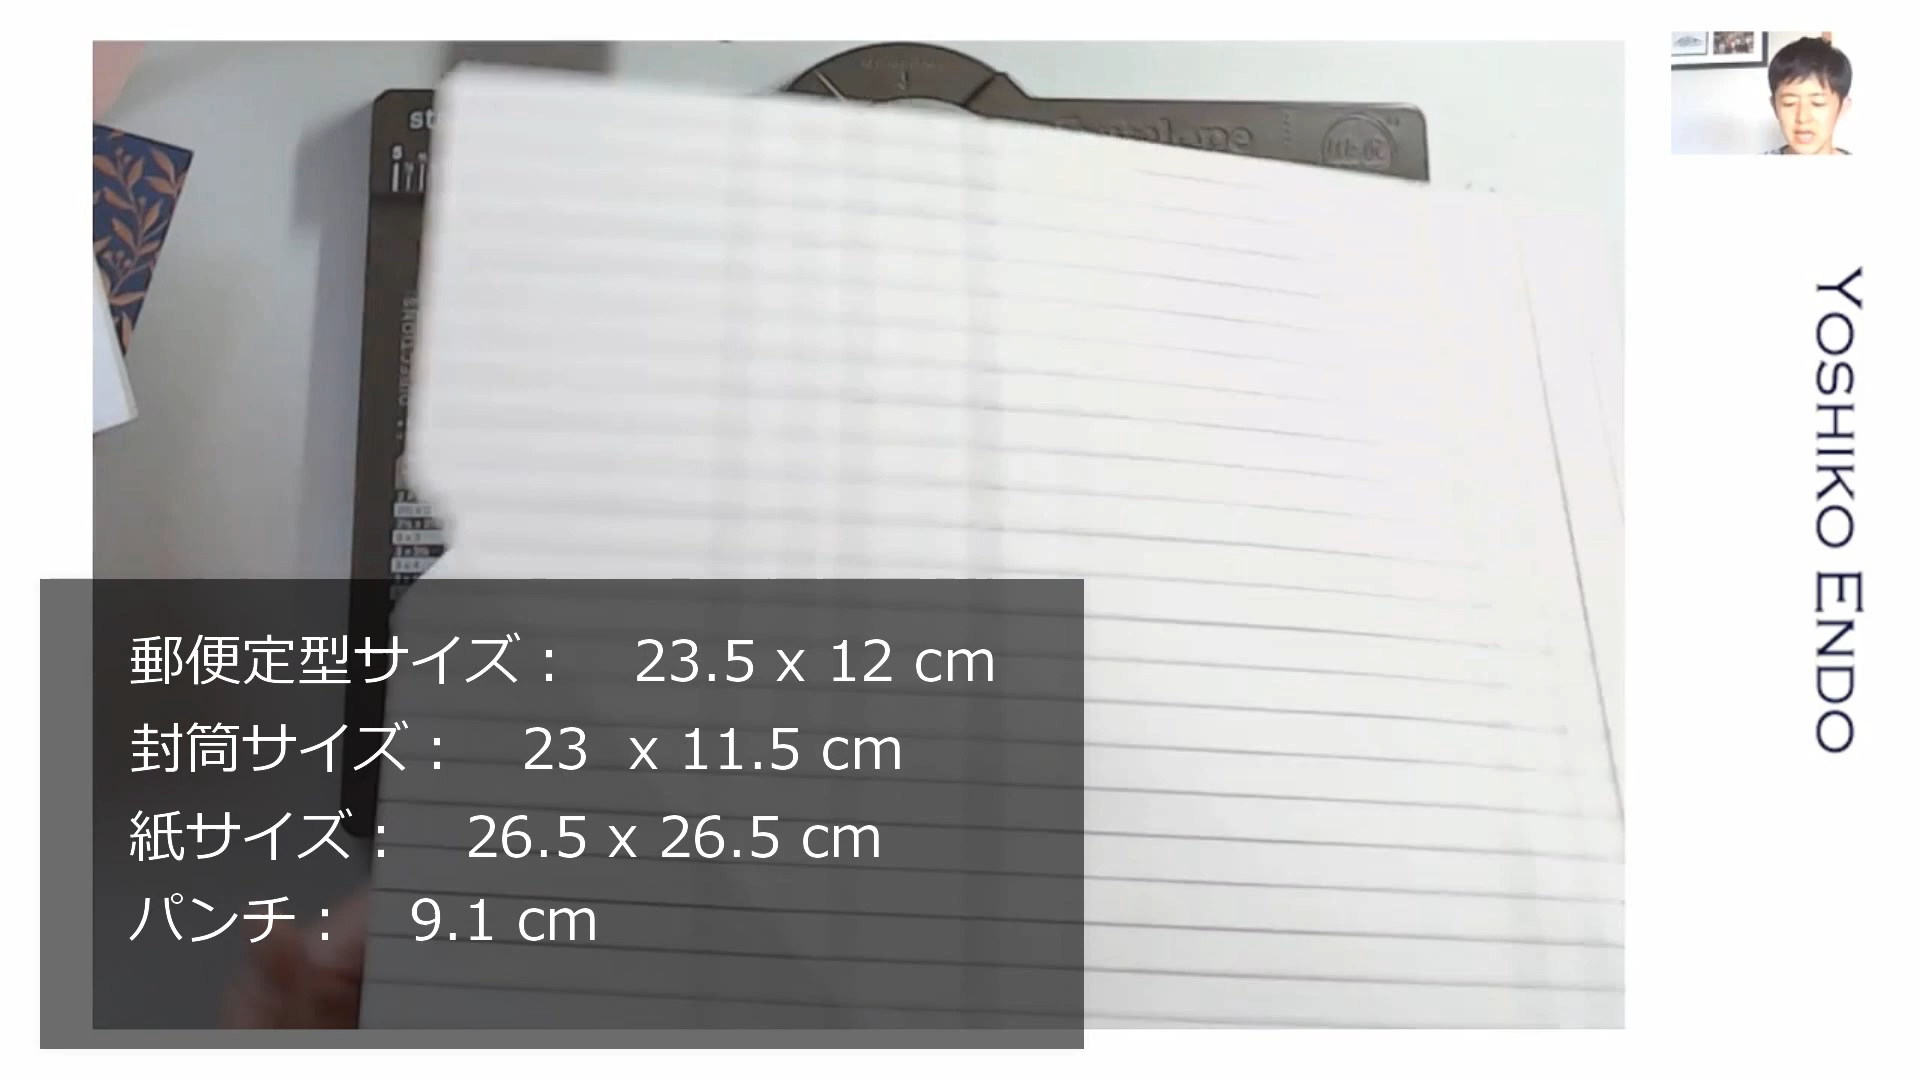 郵便定型サイズ： 23.5 x 12 cm
封筒サイズ： 23 x 11.5 cm
紙サイズ： 26.5 x 26.5 cm
パンチ： 9.1 cm
YOSHIKO ENDO